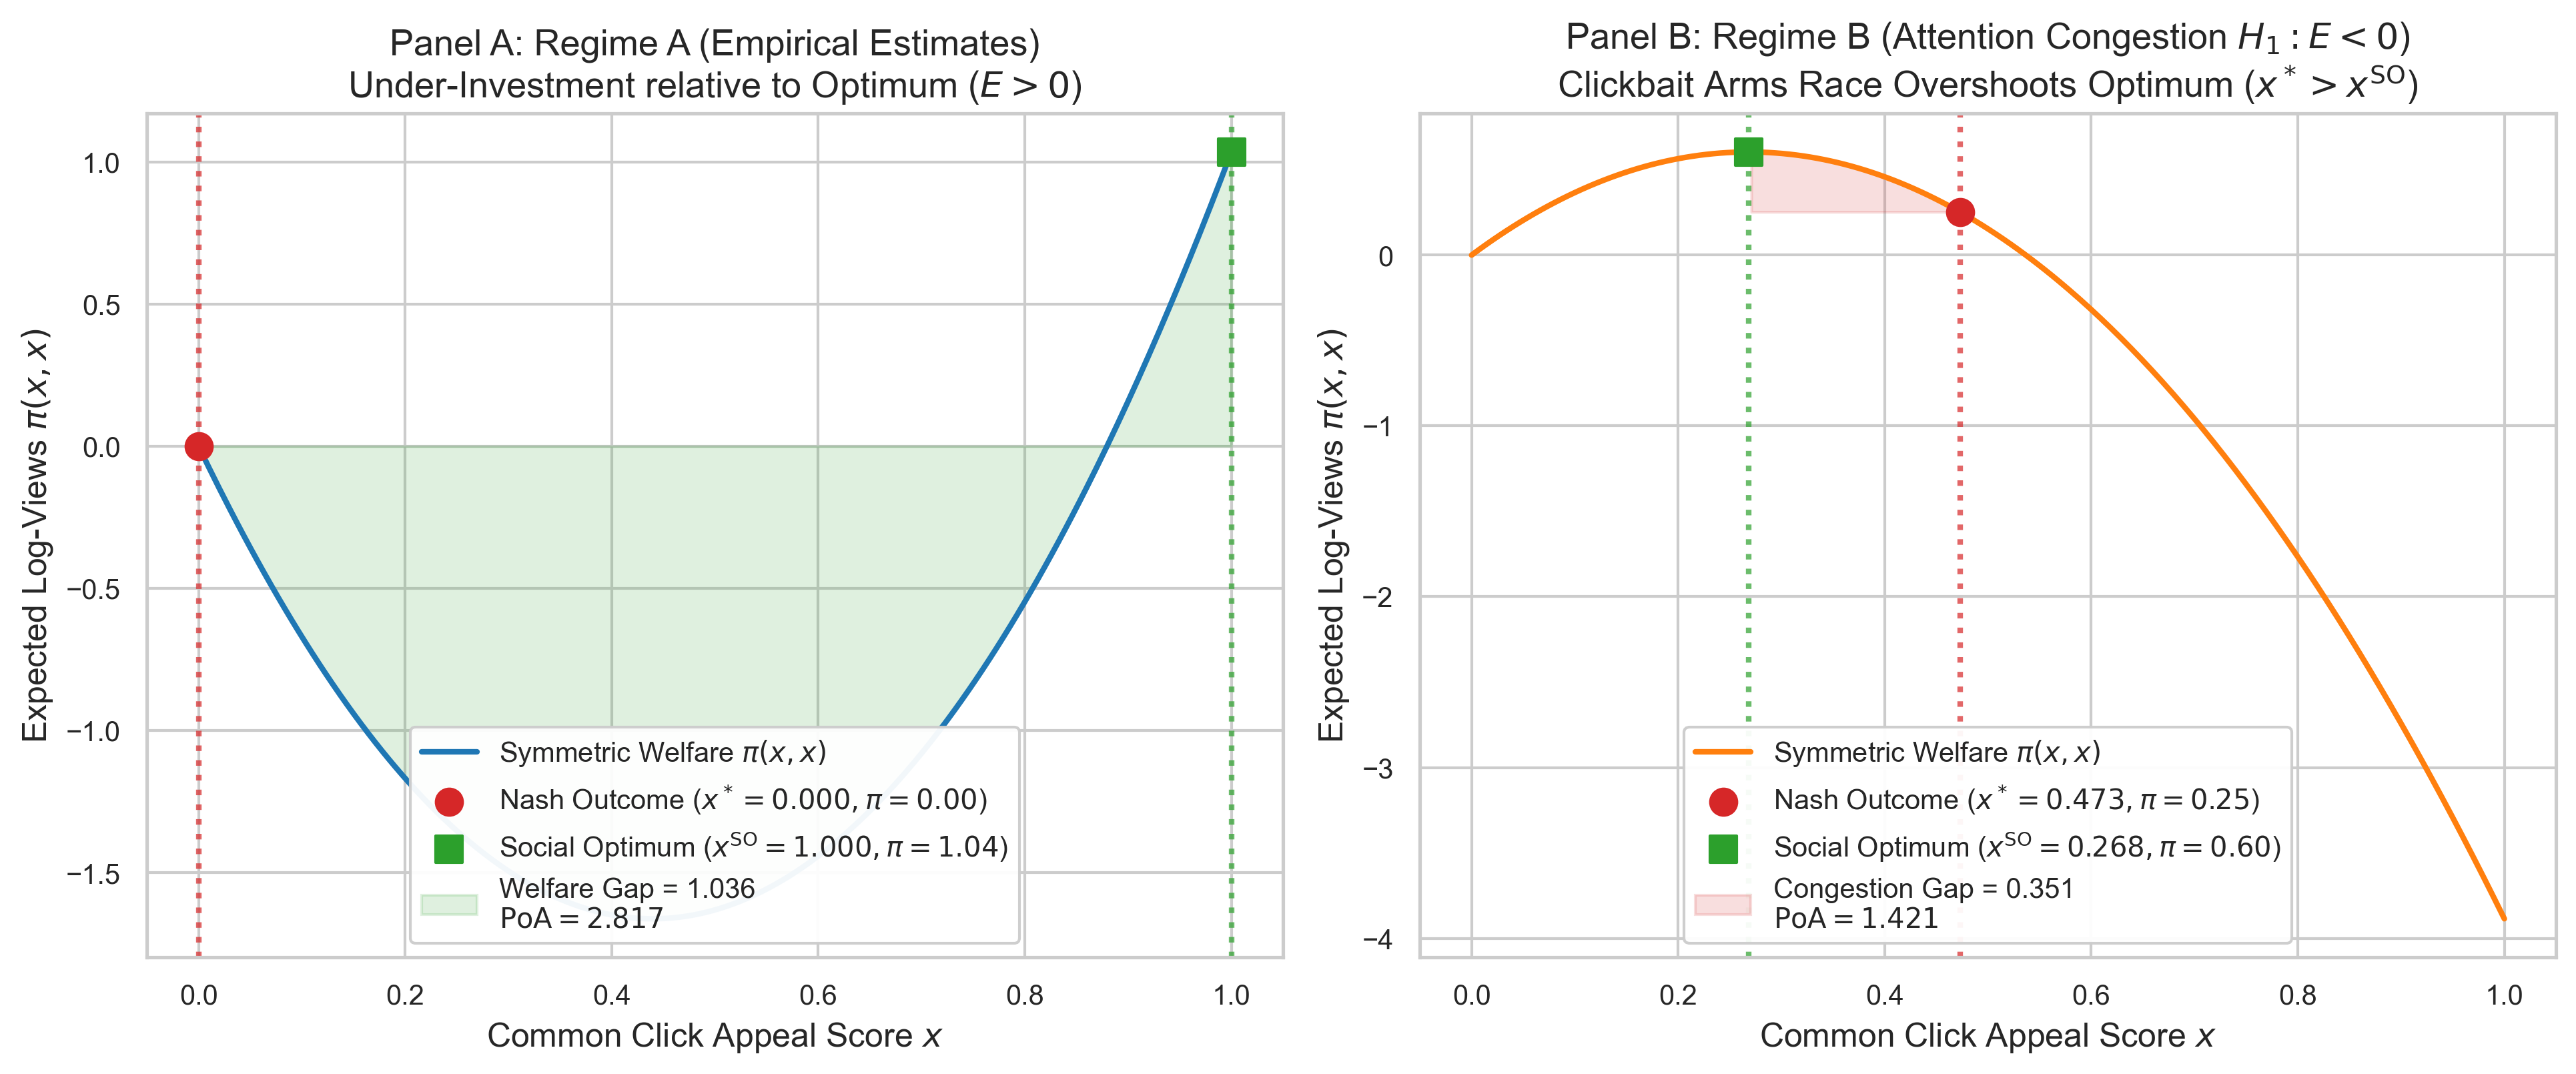 Panel A: Regime A (Empirical Estimates)
Under-Investment relative to Optimum (E > 0)
Expected Log-Views π(x, x)
1.0
0.5
0.0
−0.5
−1.0
−1.5
Symmetric Welfare π(x, x)
Nash Outcome (x* = 0.000, π = 0.00)
Social Optimum (x^SO = 1.000, π = 1.04)
Welfare Gap = 1.036
PoA = 2.817
0.0 0.2 0.4 0.6 0.8 1.0
Common Click Appeal Score x
Panel B: Regime B (Attention Congestion H₁ : E < 0)
Clickbait Arms Race Overshoots Optimum (x* > x^SO)
Expected Log-Views π(x, x)
0
−1
−2
−3
−4
Symmetric Welfare π(x, x)
Nash Outcome (x* = 0.473, π = 0.25)
Social Optimum (x^SO = 0.268, π = 0.60)
Congestion Gap = 0.351
PoA = 1.421
0.0 0.2 0.4 0.6 0.8 1.0
Common Click Appeal Score x